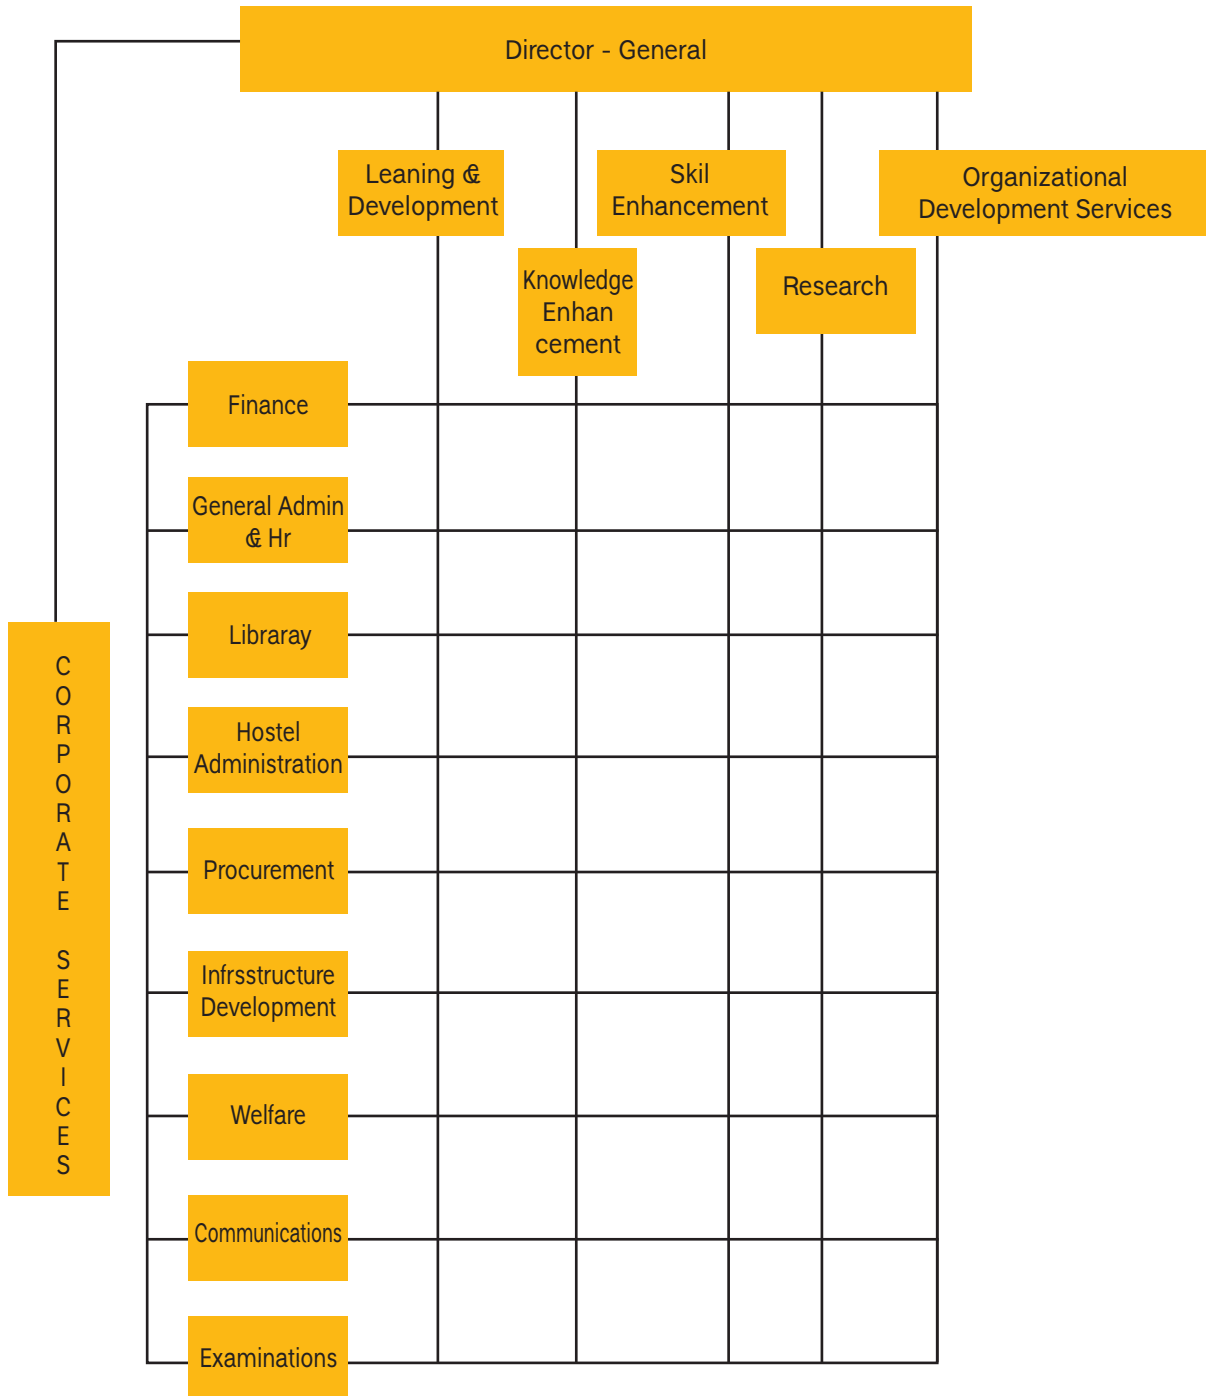 Director - General
Leaning &
Development
Skil
Enhancement
Organizational
Development Services
Knowledge
Enhan
cement
Research
Finance
General Admin
& Hr
Libraray
Hostel
Administration
Procurement
Infrsstructure
Development
Welfare
Communications
Examinations
CORPORATE SERVICES